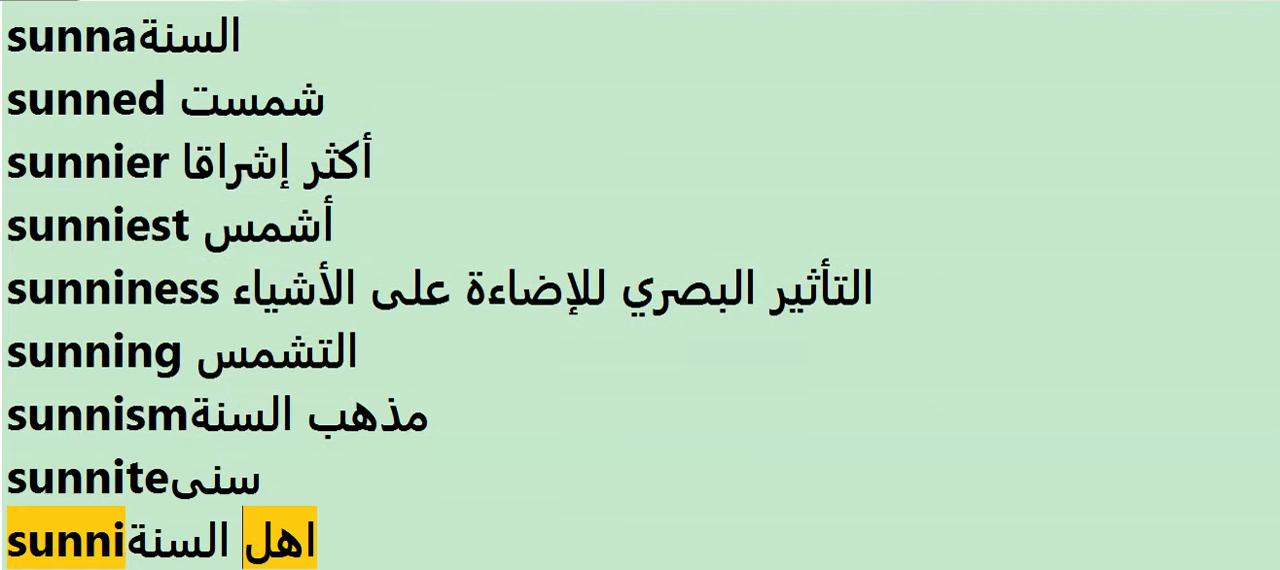 sunnaالسنة
sunned شمست
sunnier أكثر إشراقا
sunniest أشمس
sunniness التأثير البصري للإضاءة على الأشياء
sunning التشمس
sunnismمذهب السنة
sunniteسنى
sunniاهل السنة